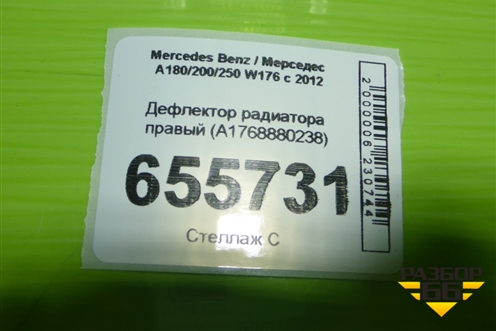 Mercedes Benz / Мерседес
A180/200/250 W176 с 2012
Дефлектор радиатора
правый (A1768880238)
655731
Стеллаж С
2000006230744
РАЗБОР
66